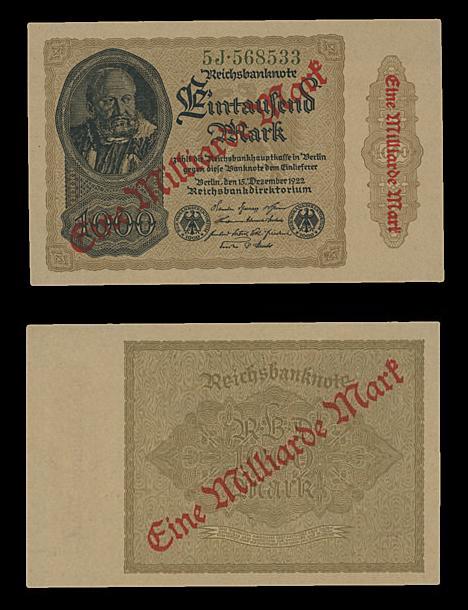 5J·568533
Reichsbanknote
Eintausend
Mark
zahlt die Reichsbankhauptkasse in Berlin
gegen diese Banknote dem Einlieferer
Berlin, den 15. Dezember 1922
Reichsbankdirektorium
1000
Eine Milliarde Mark
Eine Milliarde Mark
Reichsbanknote
R·B·D
Mark
Eine Milliarde Mark